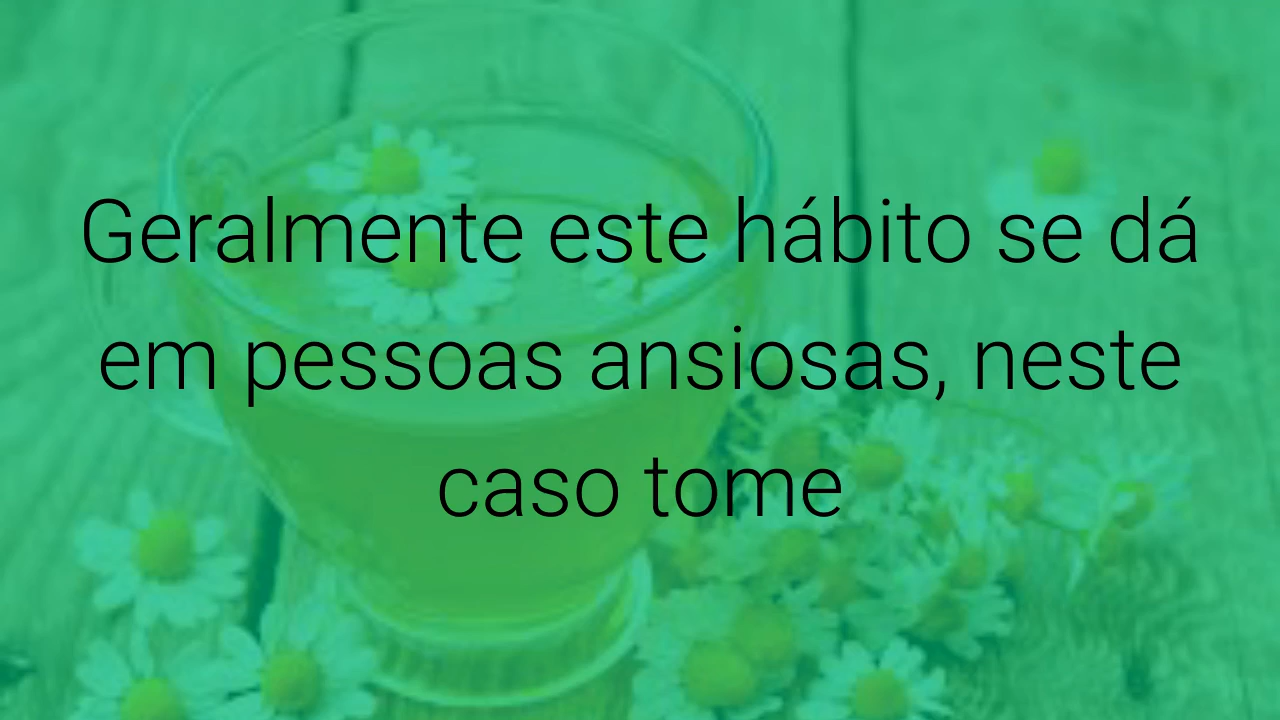 Geralmente este hábito se dá
em pessoas ansiosas, neste
caso tome